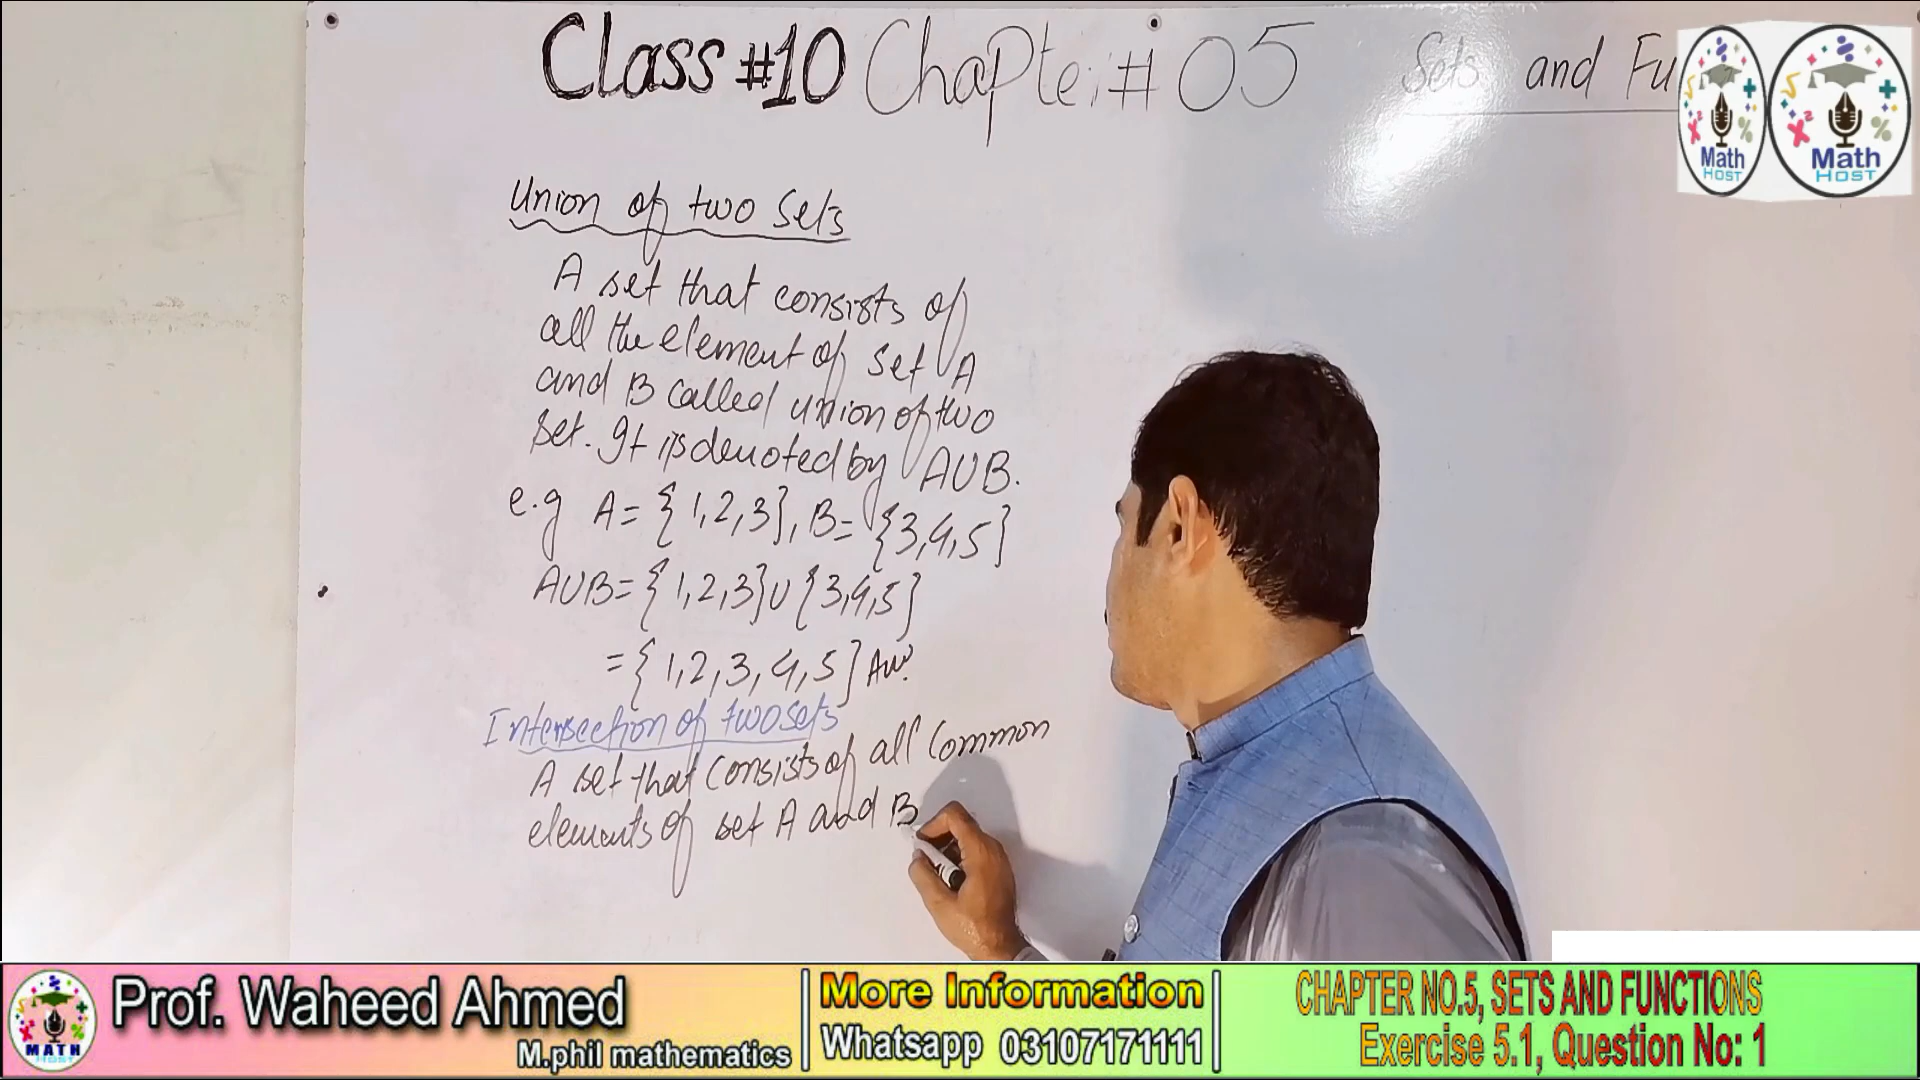 Class #10 Chapter # 05 Sets and Fu
Math
HOST
Math
HOST
Union of two Sets
A set that consists of
all the element of set A
and B called union of two
set. It is denoted by A∪B.
e.g A= {1,2,3}, B= {3,4,5}
A∪B= {1,2,3}∪{3,4,5}
={1,2,3,4,5} Ans.
Intersection of two sets
A set that consists of all common
elements of set A and B
MATH
HOST
Prof. Waheed Ahmed
M.phil mathematics
More Information
Whatsapp 03107171111
CHAPTER NO.5, SETS AND FUNCTIONS
Exercise 5.1, Question No: 1